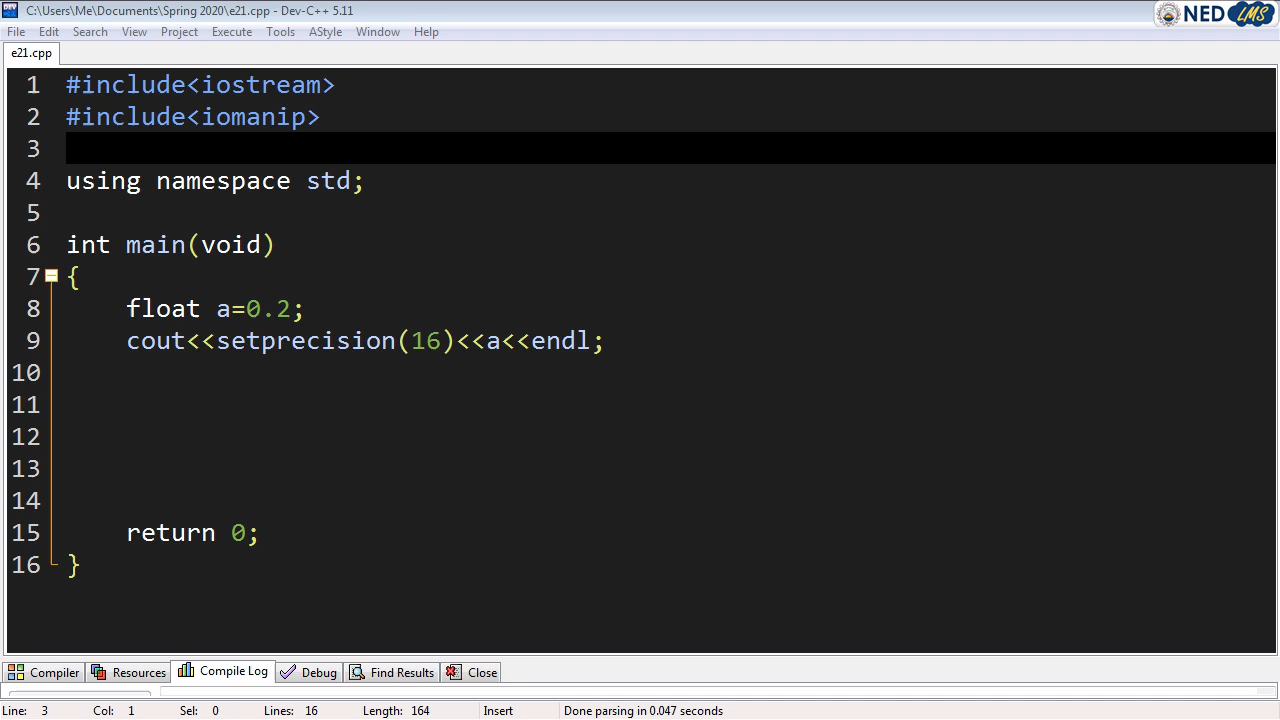 C:\Users\Me\Documents\Spring 2020\e21.cpp - Dev-C++ 5.11
NED LMS
File Edit Search View Project Execute Tools AStyle Window Help
e21.cpp
1 #include<iostream>
2 #include<iomanip>
3
4 using namespace std;
5
6 int main(void)
7 {
8 float a=0.2;
9 cout<<setprecision(16)<<a<<endl;
10
11
12
13
14
15 return 0;
16 }
Compiler Resources Compile Log Debug Find Results Close
Line: 3 Col: 1 Sel: 0 Lines: 16 Length: 164 Insert Done parsing in 0.047 seconds